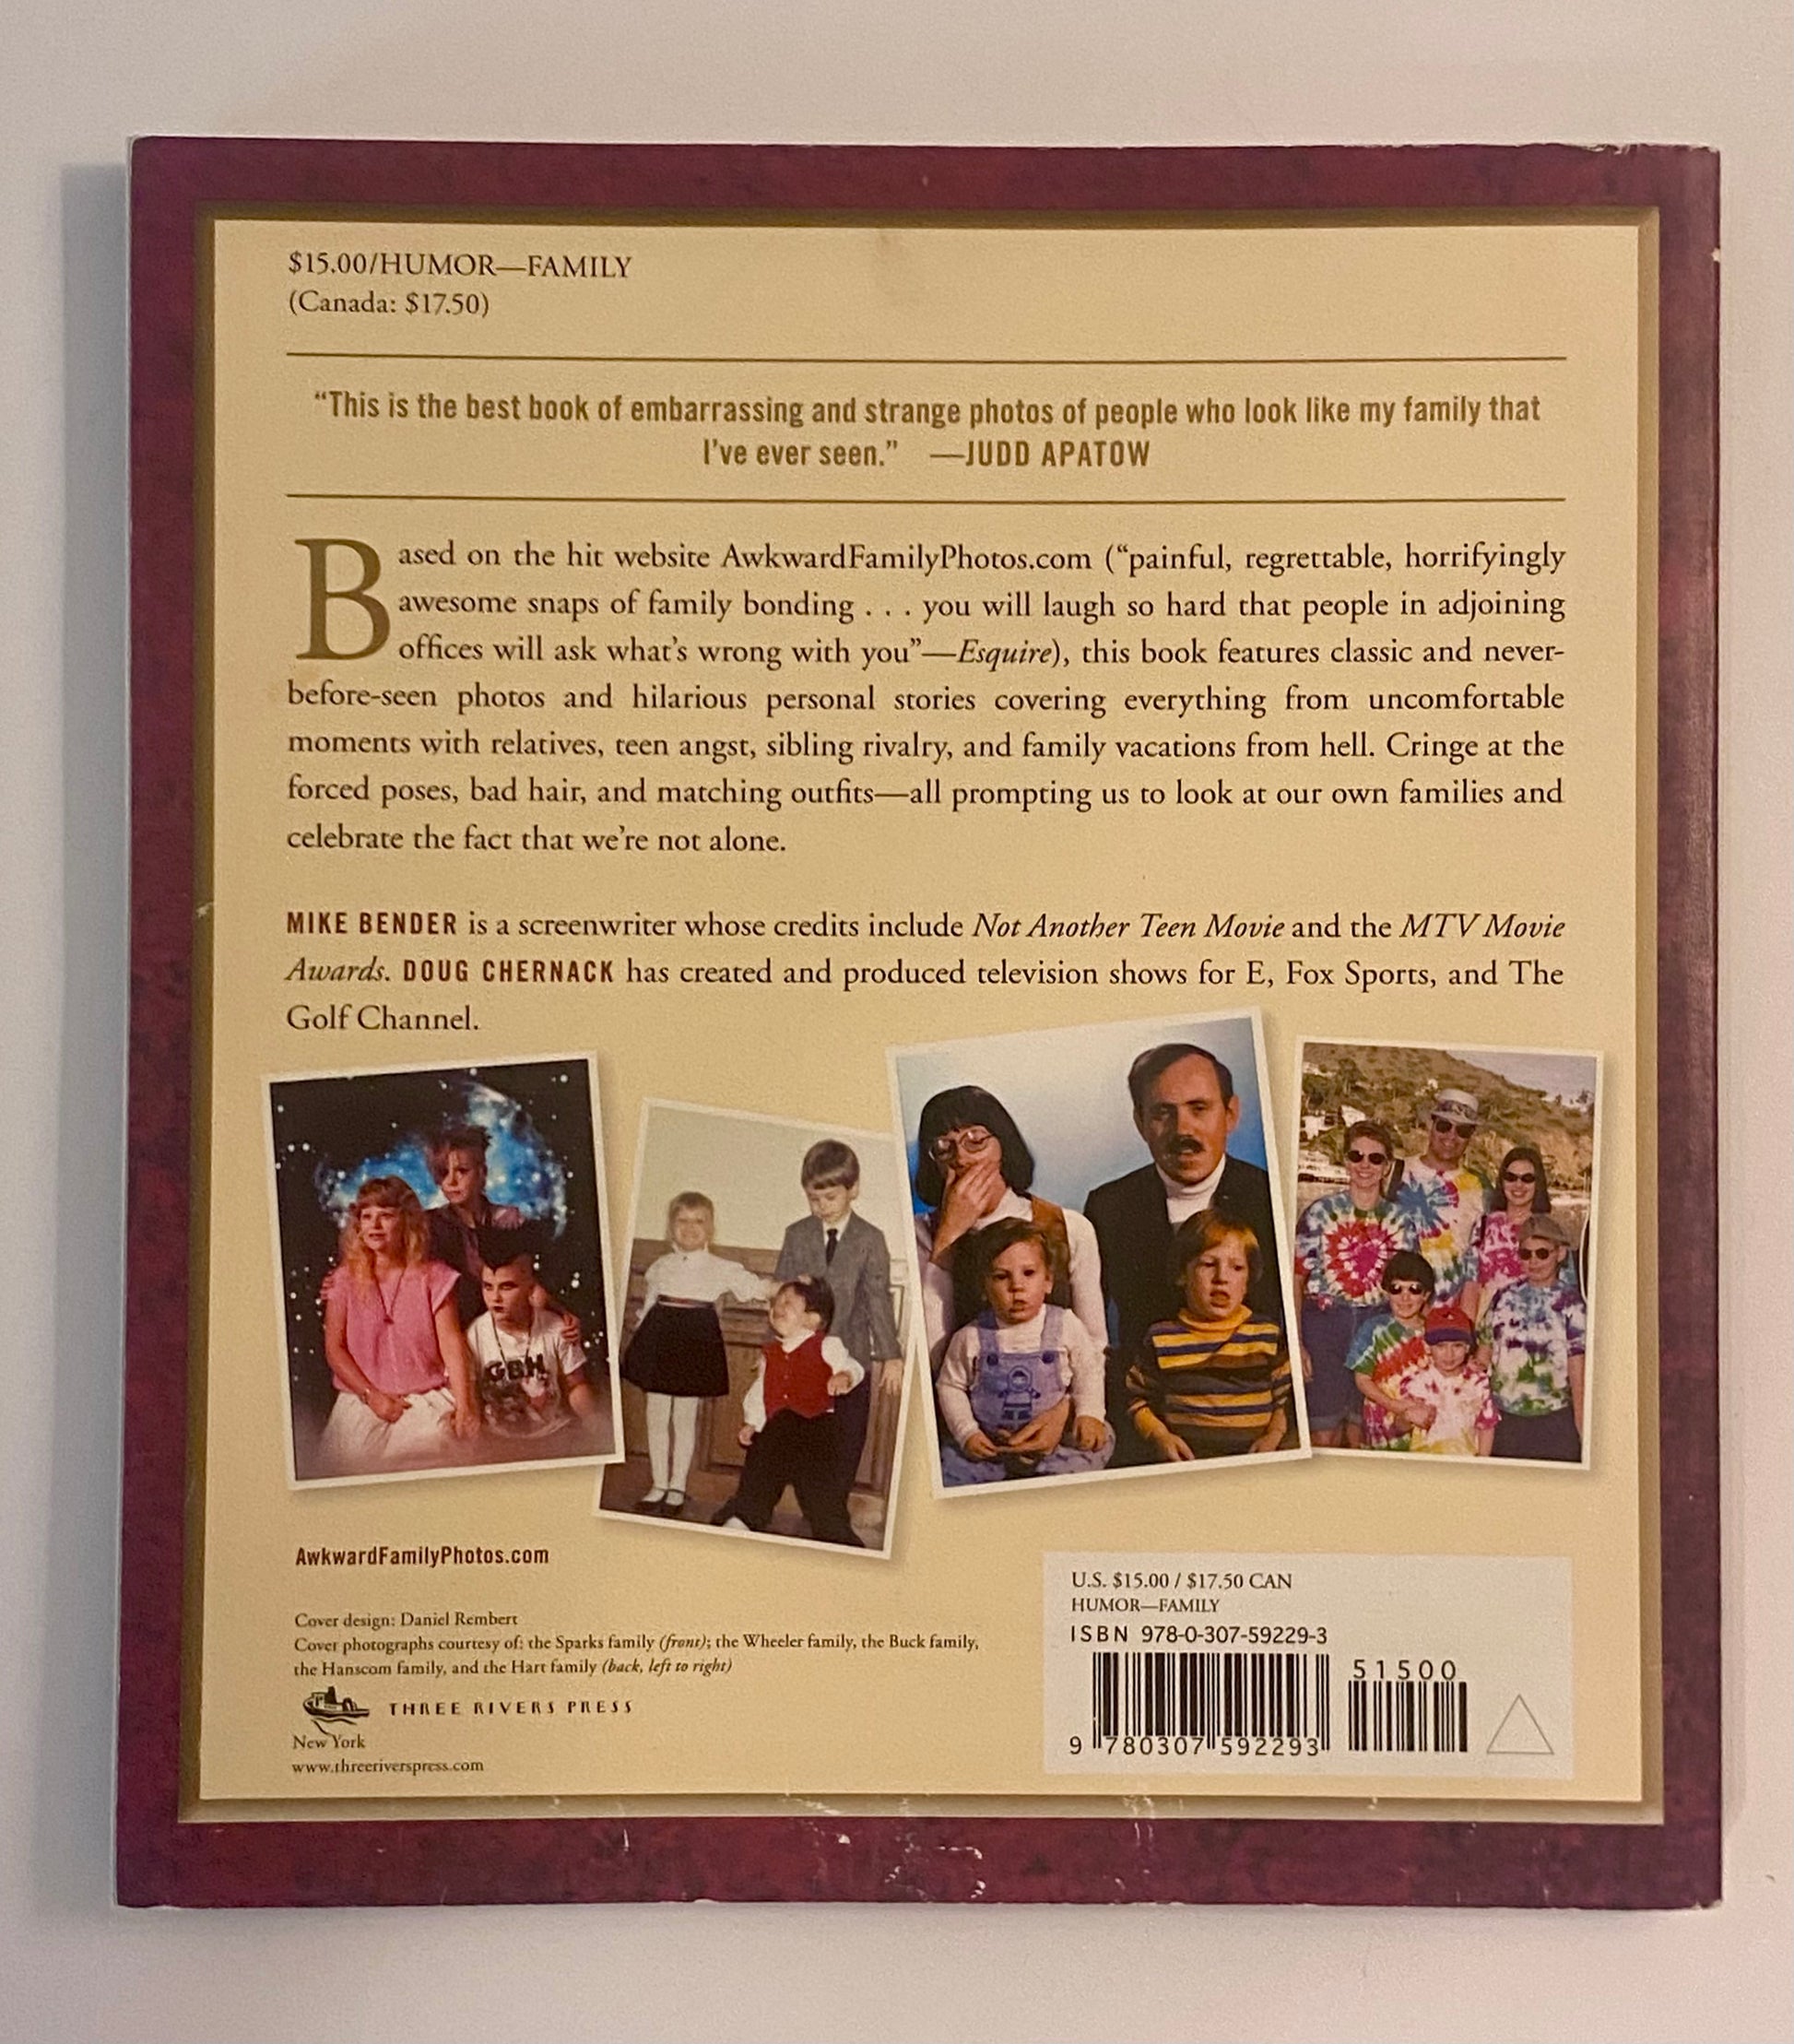 $15.00/HUMOR—FAMILY
(Canada: $17.50)
“This is the best book of embarrassing and strange photos of people who look like my family that
I’ve ever seen.” —JUDD APATOW
Based on the hit website AwkwardFamilyPhotos.com (“painful, regrettable, horrifyingly
awesome snaps of family bonding . . . you will laugh so hard that people in adjoining
offices will ask what’s wrong with you”—Esquire), this book features classic and never-
before-seen photos and hilarious personal stories covering everything from uncomfortable
moments with relatives, teen angst, sibling rivalry, and family vacations from hell. Cringe at the
forced poses, bad hair, and matching outfits—all prompting us to look at our own families and
celebrate the fact that we’re not alone.
MIKE BENDER is a screenwriter whose credits include Not Another Teen Movie and the MTV Movie
Awards. DOUG CHERNACK has created and produced television shows for E, Fox Sports, and The
Golf Channel.
GBH
AwkwardFamilyPhotos.com
Cover design: Daniel Rembert
Cover photographs courtesy of: the Sparks family (front); the Wheeler family, the Buck family,
the Hanscom family, and the Hart family (back, left to right)
THREE RIVERS PRESS
New York
www.threeriverspress.com
U.S. $15.00 / $17.50 CAN
HUMOR—FAMILY
ISBN 978-0-307-59229-3
51500
9 780307 592293